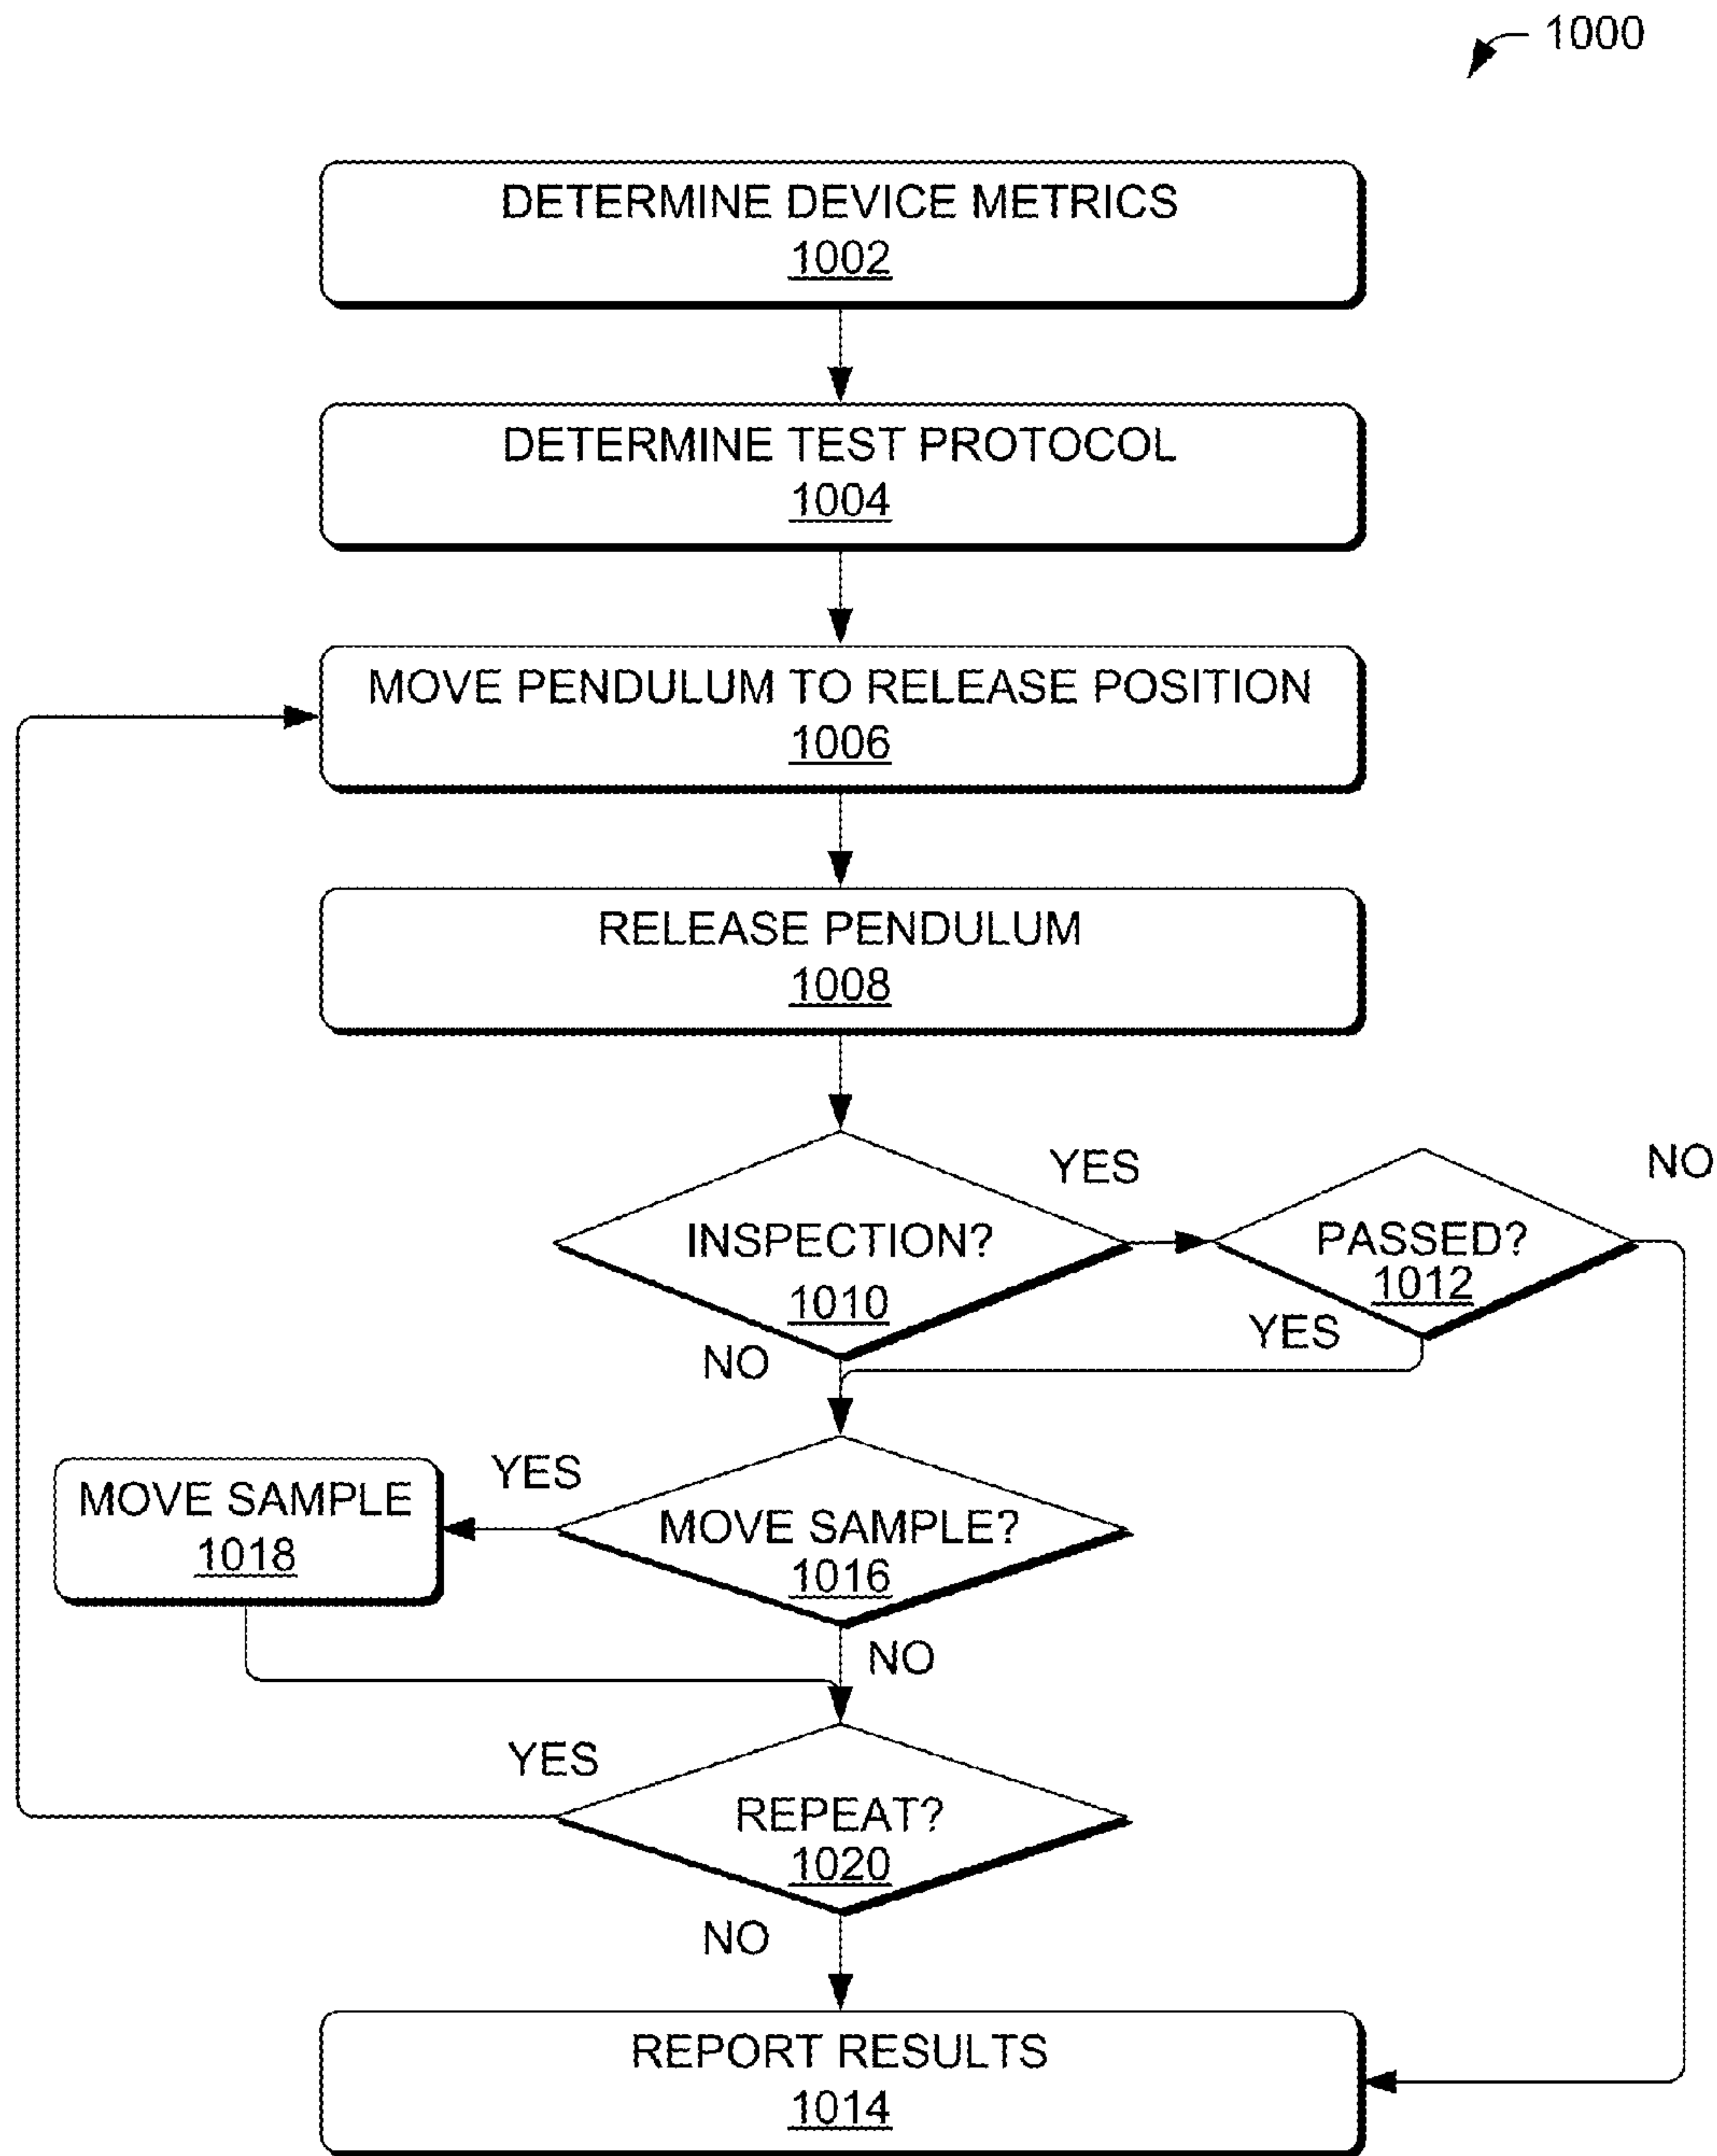 1000
DETERMINE DEVICE METRICS
1002
DETERMINE TEST PROTOCOL
1004
MOVE PENDULUM TO RELEASE POSITION
1006
RELEASE PENDULUM
1008
INSPECTION?
1010
YES
NO
PASSED?
1012
YES
NO
MOVE SAMPLE?
1016
YES
NO
MOVE SAMPLE
1018
REPEAT?
1020
YES
NO
REPORT RESULTS
1014